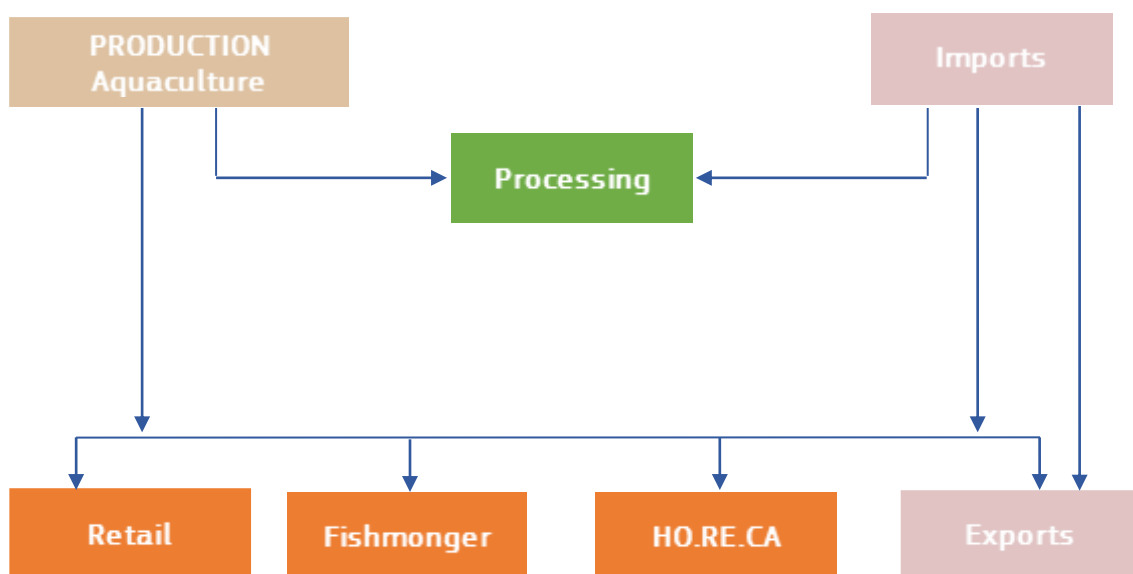 PRODUCTION
Aquaculture
Imports
Processing
Retail
Fishmonger
HO.RE.CA
Exports